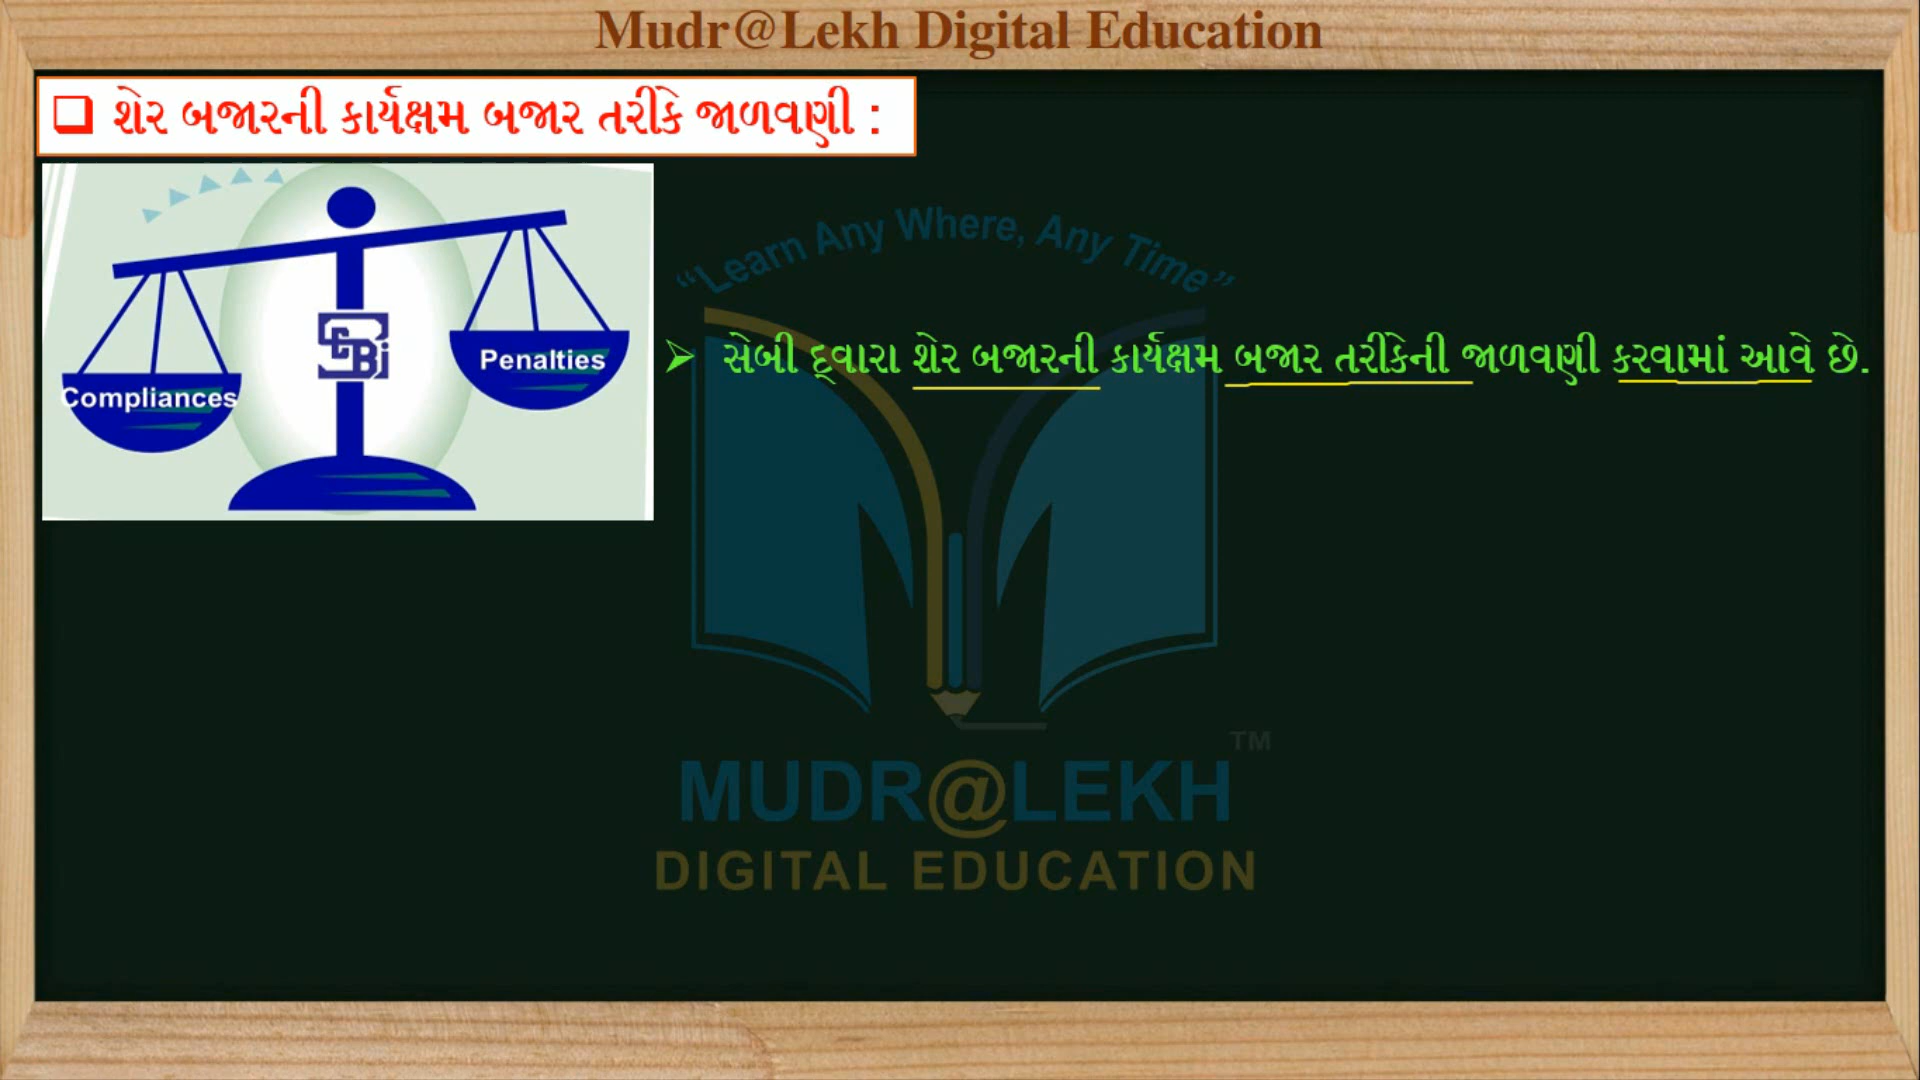 Mudr@Lekh Digital Education
❑ શેર બજારની કાર્યક્ષમ બજાર તરીકે જાળવણી :
Compliances
SEBi
Penalties
➢ સેબી દ્વારા શેર બજારની કાર્યક્ષમ બજાર તરીકેની જાળવણી કરવામાં આવે છે.
“Learn Any Where, Any Time”
MUDR@LEKH TM
DIGITAL EDUCATION